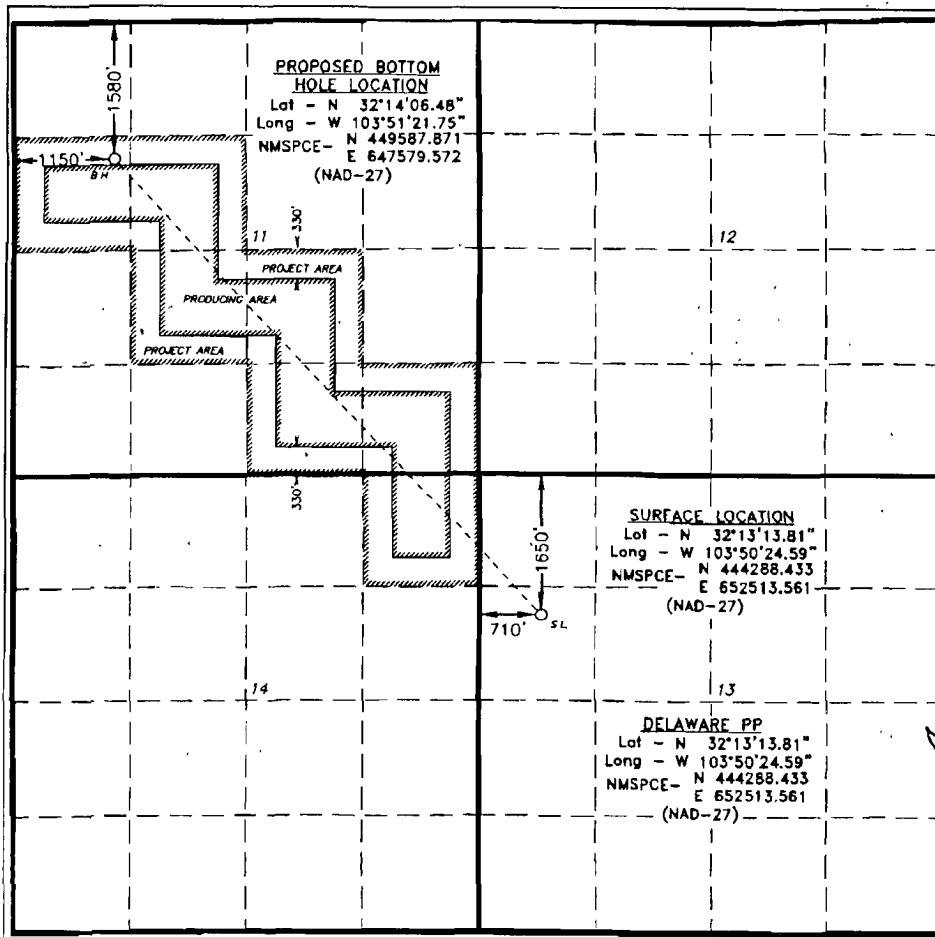 1580'
PROPOSED BOTTOM
HOLE LOCATION
Lat - N 32°14'06.48"
Long - W 103°51'21.75"
NMSPCE- N 449587.871
E 647579.572
(NAD-27)
1150'
BH
11
12
330'
PROJECT AREA
PRODUCING AREA
PROJECT AREA
330'
1650'
SURFACE LOCATION
Lat - N 32°13'13.81"
Long - W 103°50'24.59"
NMSPCE- N 444288.433
E 652513.561
(NAD-27)
710'
SL
14
13
DELAWARE PP
Lat - N 32°13'13.81"
Long - W 103°50'24.59"
NMSPCE- N 444288.433
E 652513.561
(NAD-27)